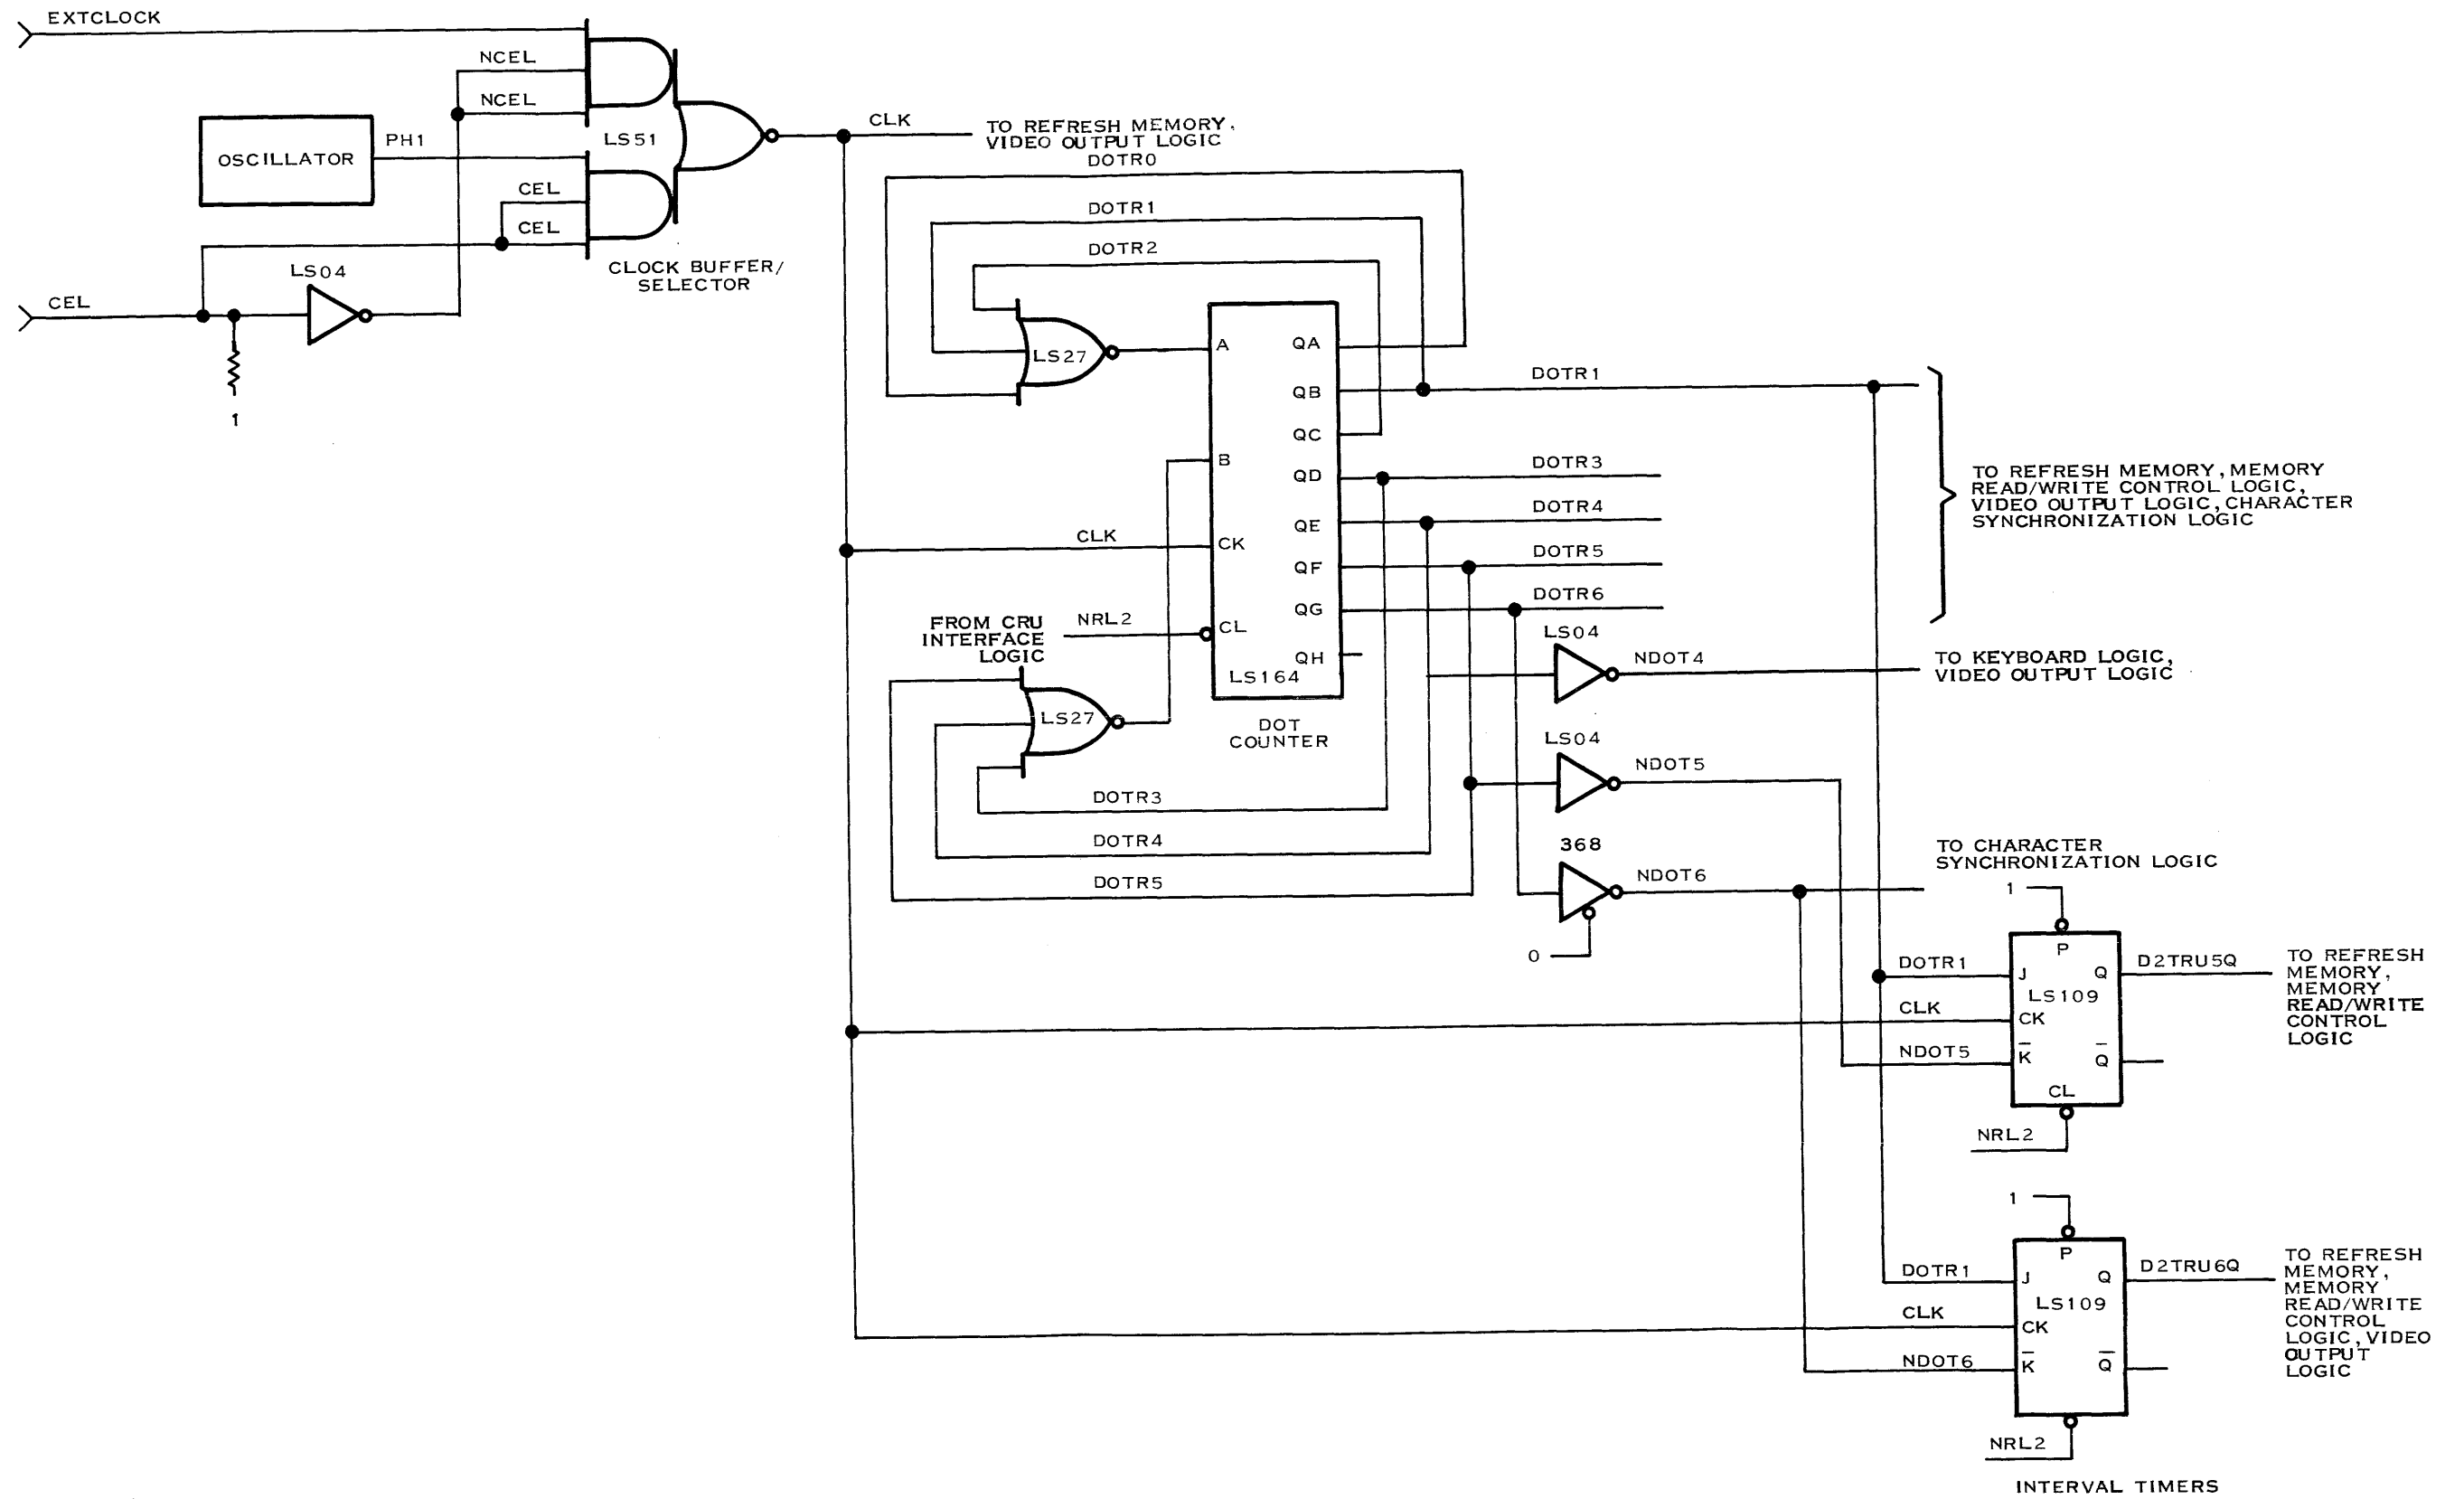 EXTCLOCK
NCEL
NCEL
OSCILLATOR
PH1
LS51
CEL
CEL
CLOCK BUFFER/
SELECTOR
LS04
CEL
1
CLK
TO REFRESH MEMORY,
VIDEO OUTPUT LOGIC
DOTR0
DOTR1
DOTR2
LS27
A
B
CK
CL
QA
QB
QC
QD
QE
QF
QG
QH
LS164
DOT
COUNTER
CLK
FROM CRU
INTERFACE
LOGIC
NRL2
LS27
DOTR3
DOTR4
DOTR5
DOTR1
DOTR3
DOTR4
DOTR5
DOTR6
TO REFRESH MEMORY, MEMORY
READ/WRITE CONTROL LOGIC,
VIDEO OUTPUT LOGIC, CHARACTER
SYNCHRONIZATION LOGIC
LS04
NDOT4
TO KEYBOARD LOGIC,
VIDEO OUTPUT LOGIC
LS04
NDOT5
368
NDOT6
0
TO CHARACTER
SYNCHRONIZATION LOGIC
1
P
DOTR1
J
Q
D2TRU5Q
LS109
CLK
CK
NDOT5
K̅
Q̅
CL
NRL2
TO REFRESH
MEMORY,
MEMORY
READ/WRITE
CONTROL
LOGIC
1
P
DOTR1
J
Q
D2TRU6Q
LS109
CLK
CK
NDOT6
K̅
Q̅
NRL2
TO REFRESH
MEMORY,
MEMORY
READ/WRITE
CONTROL
LOGIC, VIDEO
OUTPUT
LOGIC
INTERVAL TIMERS